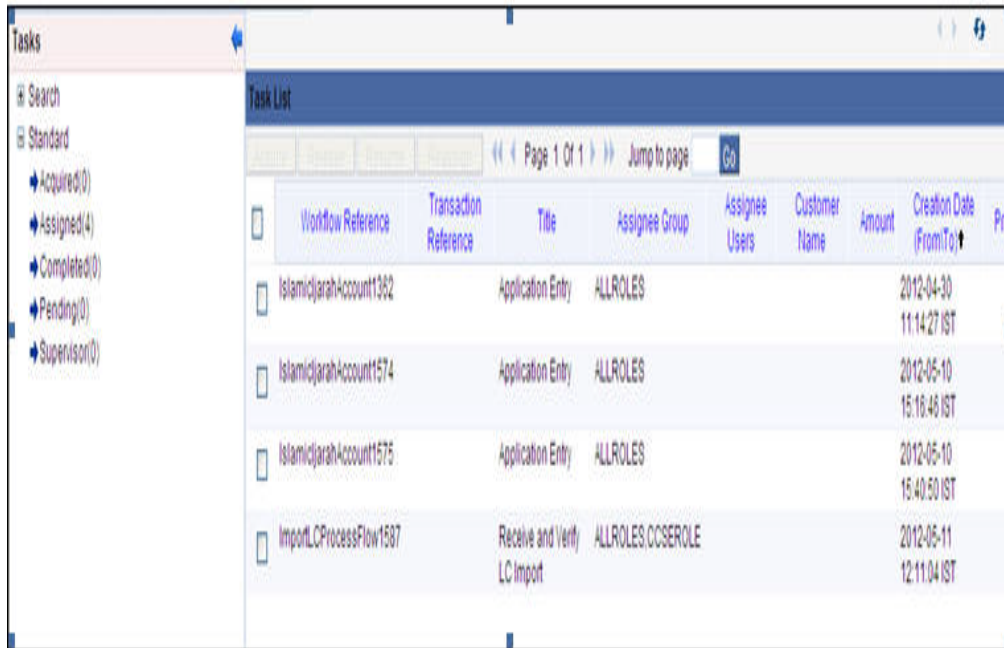 Tasks
Search
Standard
Acquired(0)
Assigned(4)
Completed(0)
Pending(0)
Supervisor(0)
Task List
Page 1 Of 1 Jump to page Go
Workflow Reference Transaction Reference Title Assignee Group Assignee Users Customer Name Amount Creation Date (From|To)
IslamicIjarahAccount1362 Application Entry ALLROLES 2012-04-30 11:14:27 IST
IslamicIjarahAccount1574 Application Entry ALLROLES 2012-05-10 15:16:46 IST
IslamicIjarahAccount1575 Application Entry ALLROLES 2012-05-10 15:40:50 IST
ImportLCProcessFlow1587 Receive and Verify LC Import ALLROLES,CCSEROLE 2012-05-11 12:11:04 IST